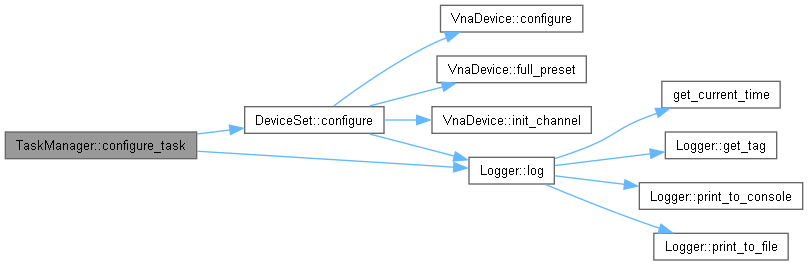 TaskManager::configure_task
DeviceSet::configure
VnaDevice::configure
VnaDevice::full_preset
VnaDevice::init_channel
Logger::log
get_current_time
Logger::get_tag
Logger::print_to_console
Logger::print_to_file